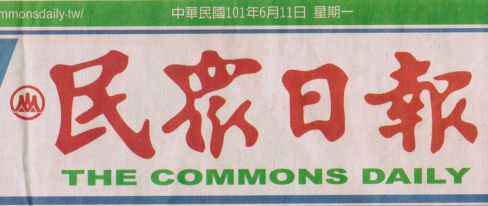 mmonsdaily-tw/ 中華民國101年6月11日 星期一
民眾日報
THE COMMONS DAILY